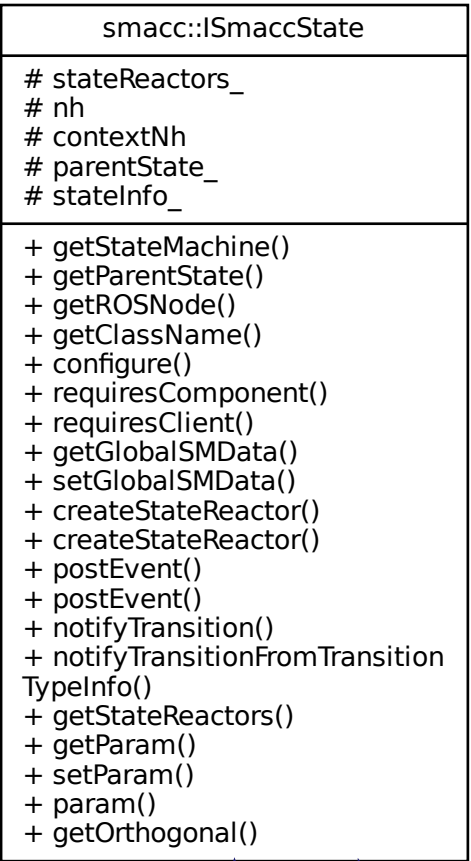 smacc::ISmaccState
# stateReactors_
# nh
# contextNh
# parentState_
# stateInfo_
+ getStateMachine()
+ getParentState()
+ getROSNode()
+ getClassName()
+ configure()
+ requiresComponent()
+ requiresClient()
+ getGlobalSMData()
+ setGlobalSMData()
+ createStateReactor()
+ createStateReactor()
+ postEvent()
+ postEvent()
+ notifyTransition()
+ notifyTransitionFromTransition
TypeInfo()
+ getStateReactors()
+ getParam()
+ setParam()
+ param()
+ getOrthogonal()